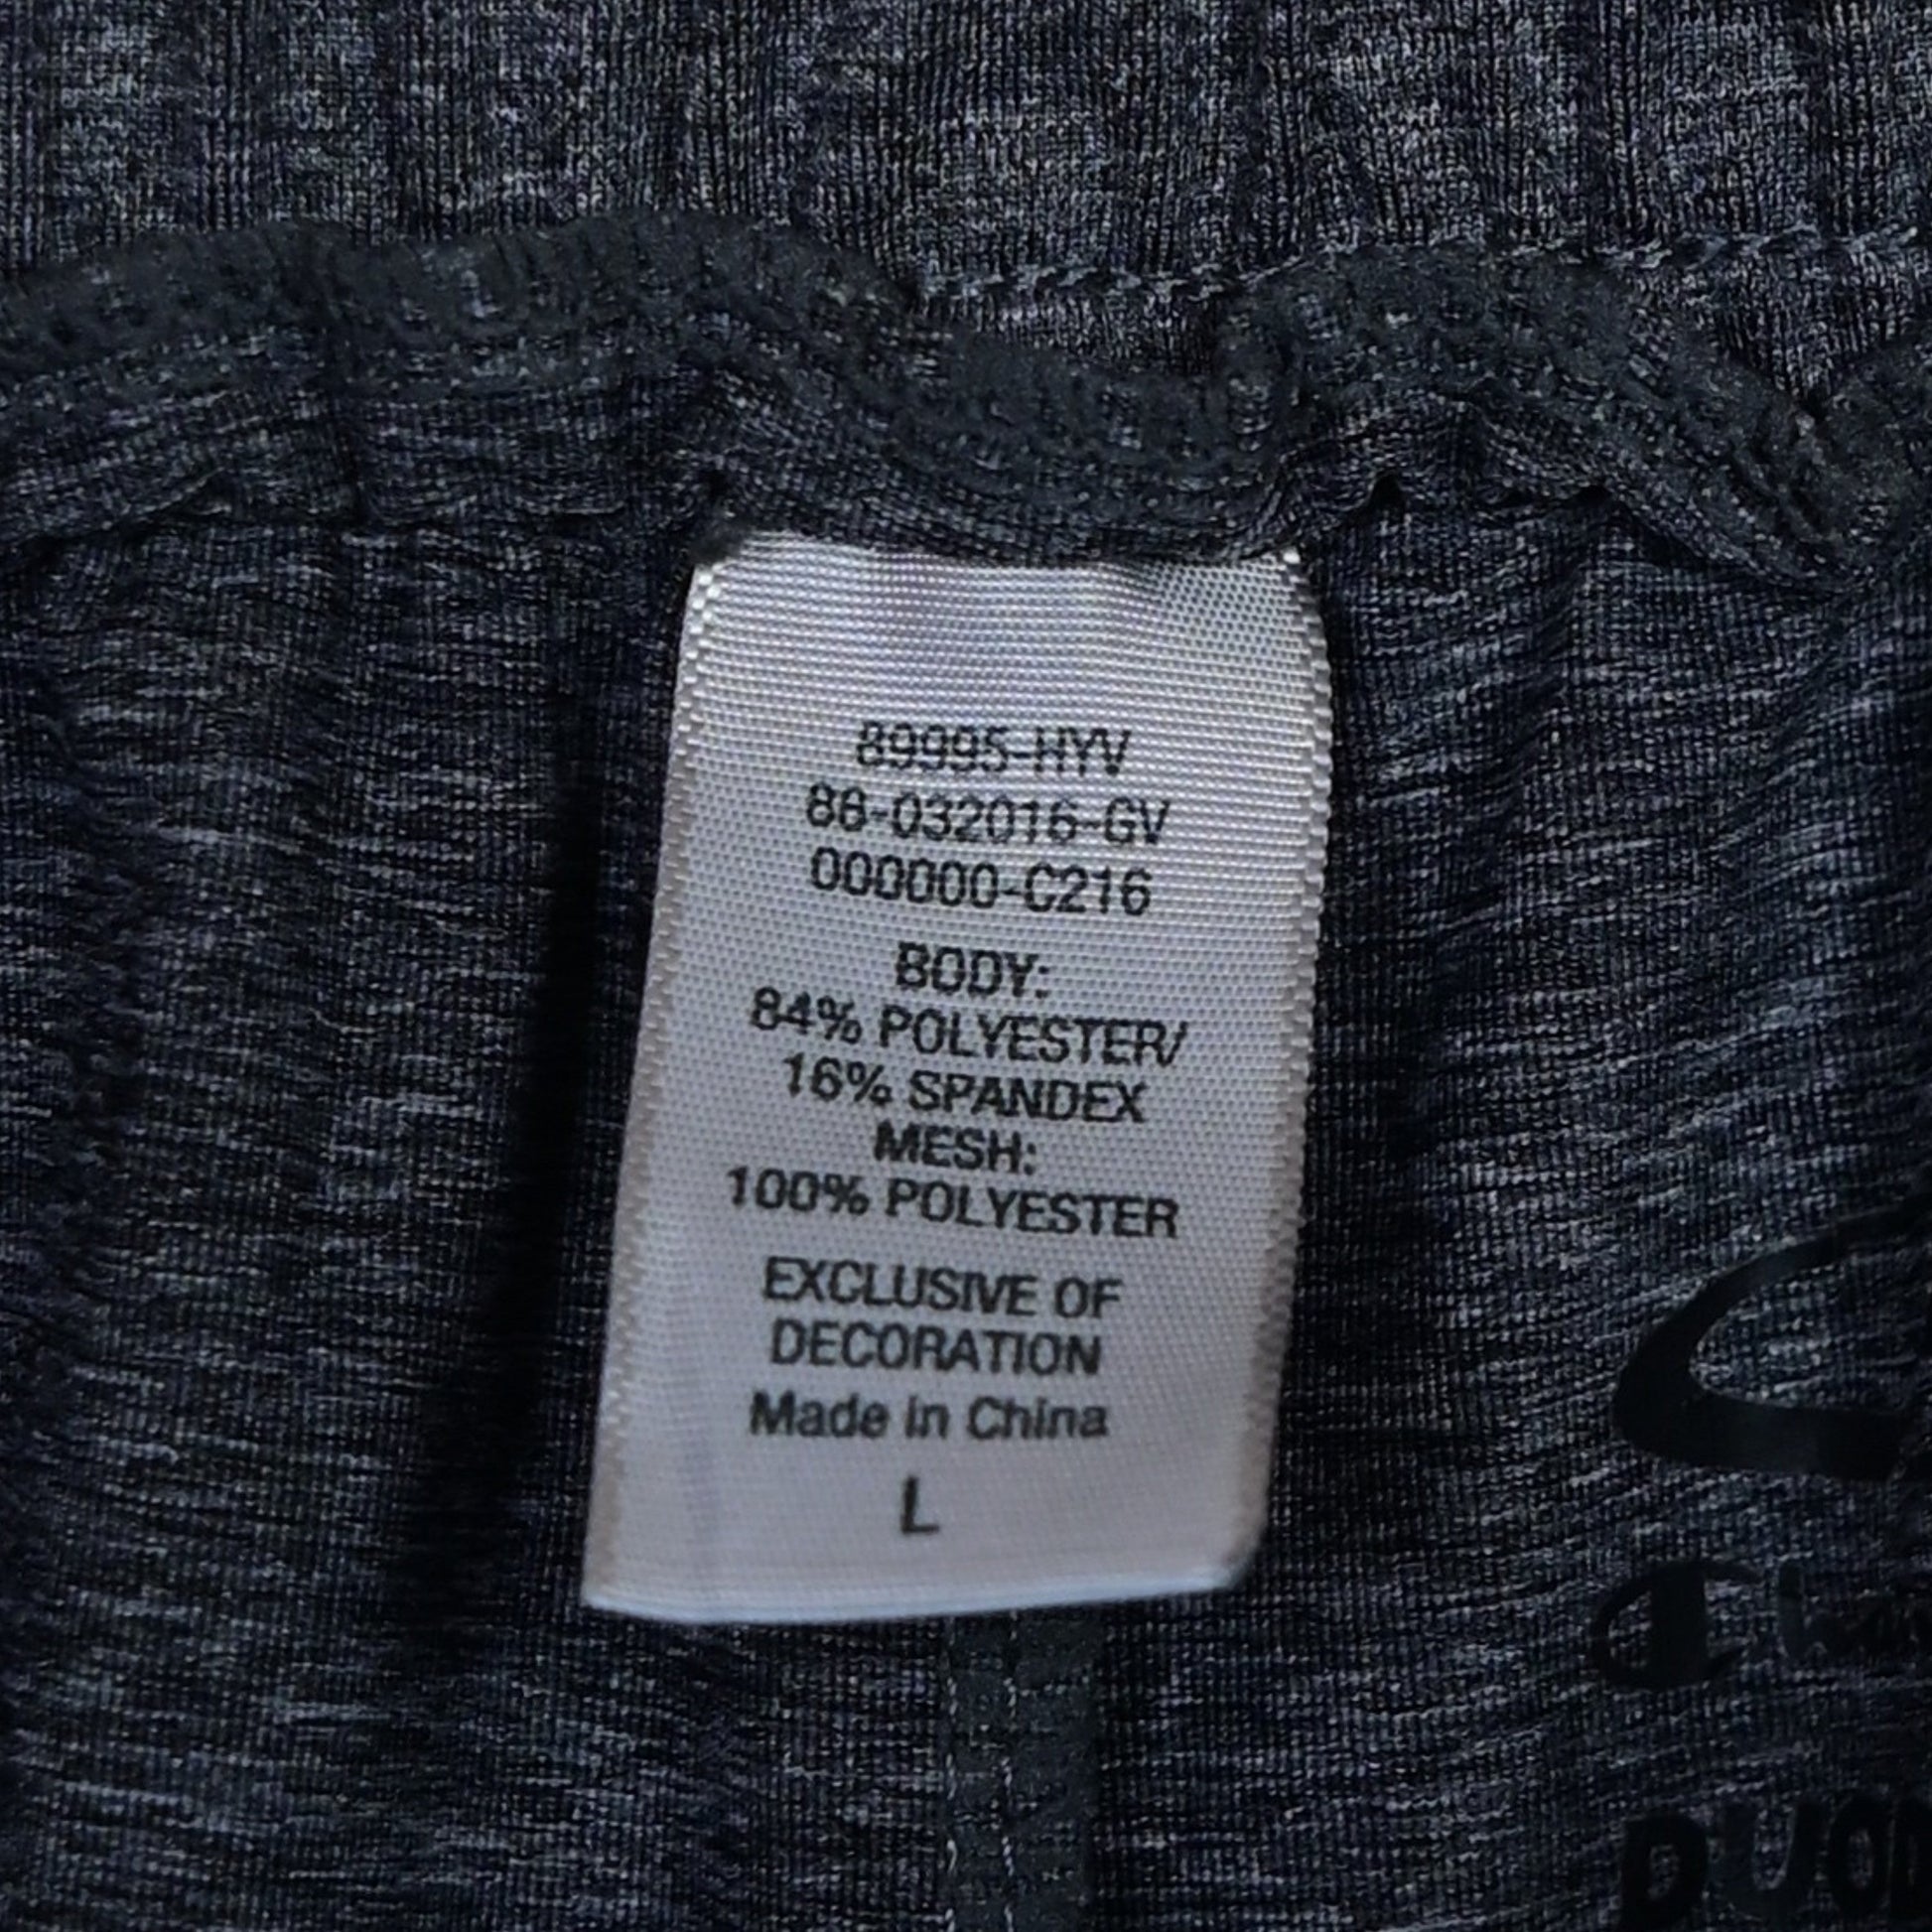 89995-HYV
88-032016-GV
000000-C216
BODY:
84% POLYESTER/
16% SPANDEX
MESH:
100% POLYESTER
EXCLUSIVE OF
DECORATION
Made in China
L